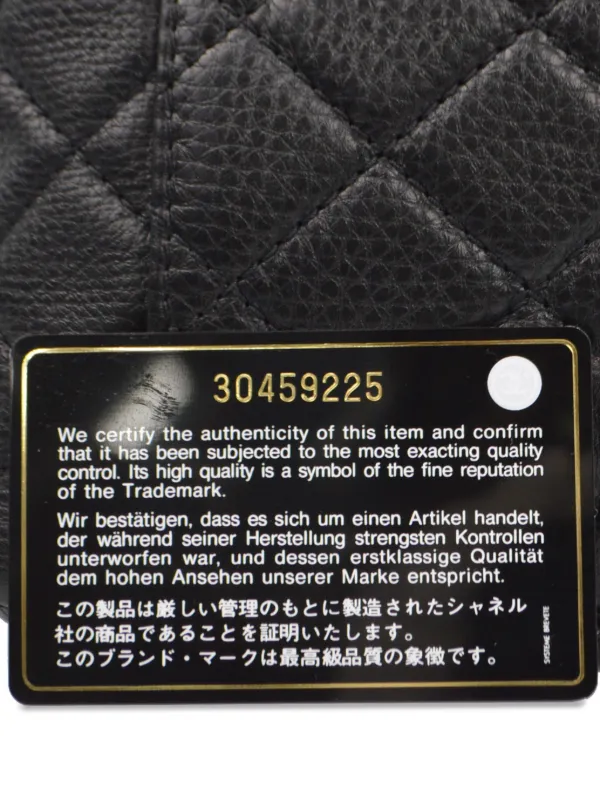 30459225
We certify the authenticity of this item and confirm
that it has been subjected to the most exacting quality
control. Its high quality is a symbol of the fine reputation
of the Trademark.
Wir bestätigen, dass es sich um einen Artikel handelt,
der während seiner Herstellung strengsten Kontrollen
unterworfen war, und dessen erstklassige Qualität
dem hohen Ansehen unserer Marke entspricht.
この製品は厳しい管理のもとに製造されたシャネル
社の商品であることを証明いたします。
このブランド・マークは最高級品質の象徴です。
SYSTEME BREVETE